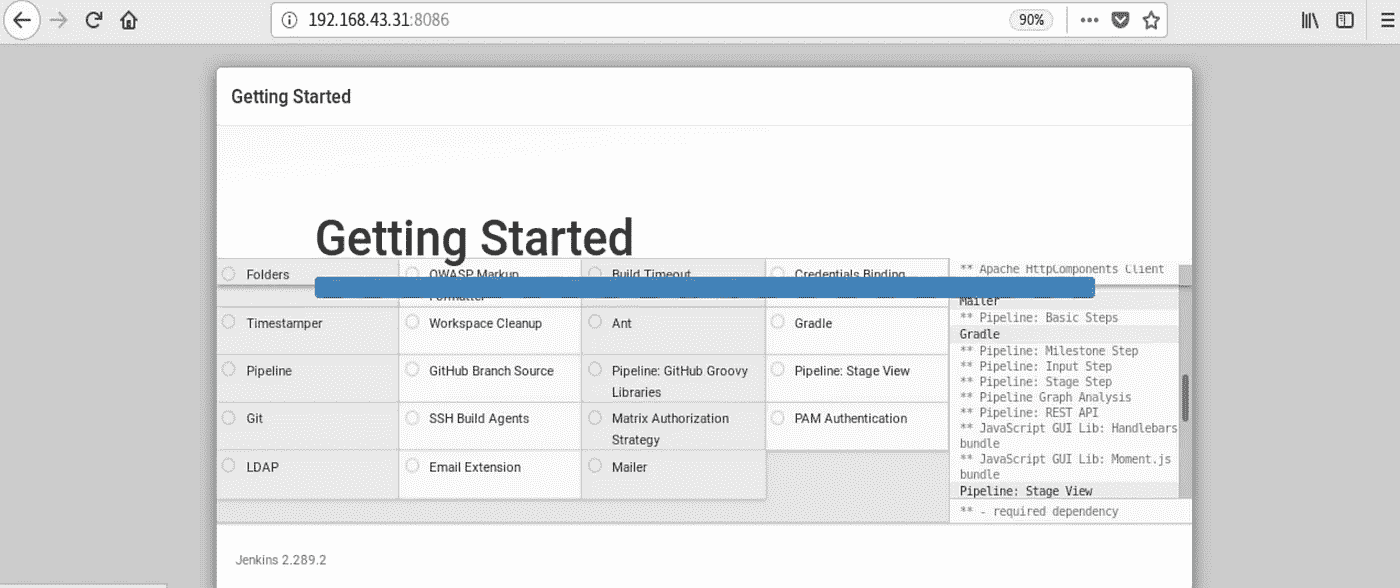 192.168.43.31:8086
90%
Getting Started
Getting Started
Folders
OWASP Markup
Formatter
Build Timeout
Credentials Binding
Timestamper
Workspace Cleanup
Ant
Gradle
Pipeline
GitHub Branch Source
Pipeline: GitHub Groovy
Libraries
Pipeline: Stage View
Git
SSH Build Agents
Matrix Authorization
Strategy
PAM Authentication
LDAP
Email Extension
Mailer
** Apache HttpComponents Client
Mailer
** Pipeline: Basic Steps
Gradle
** Pipeline: Milestone Step
** Pipeline: Input Step
** Pipeline: Stage Step
** Pipeline Graph Analysis
** Pipeline: REST API
** JavaScript GUI Lib: Handlebars
bundle
** JavaScript GUI Lib: Moment.js
bundle
Pipeline: Stage View
** - required dependency
Jenkins 2.289.2